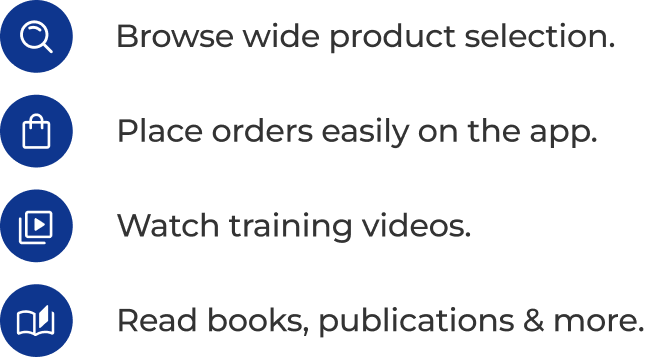 Browse wide product selection.
Place orders easily on the app.
Watch training videos.
Read books, publications & more.